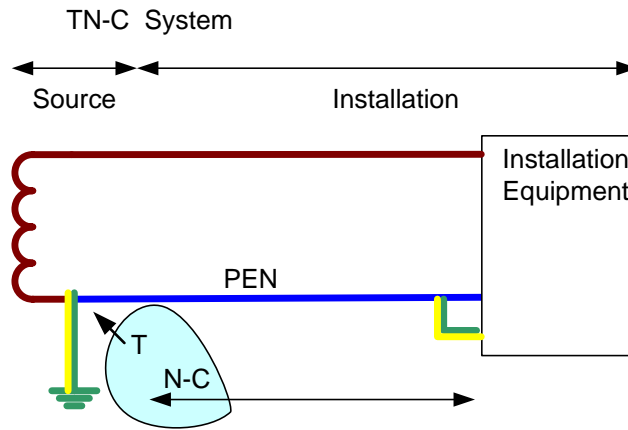 TN-C System
Source
Installation
Installation
Equipment
PEN
T
N-C